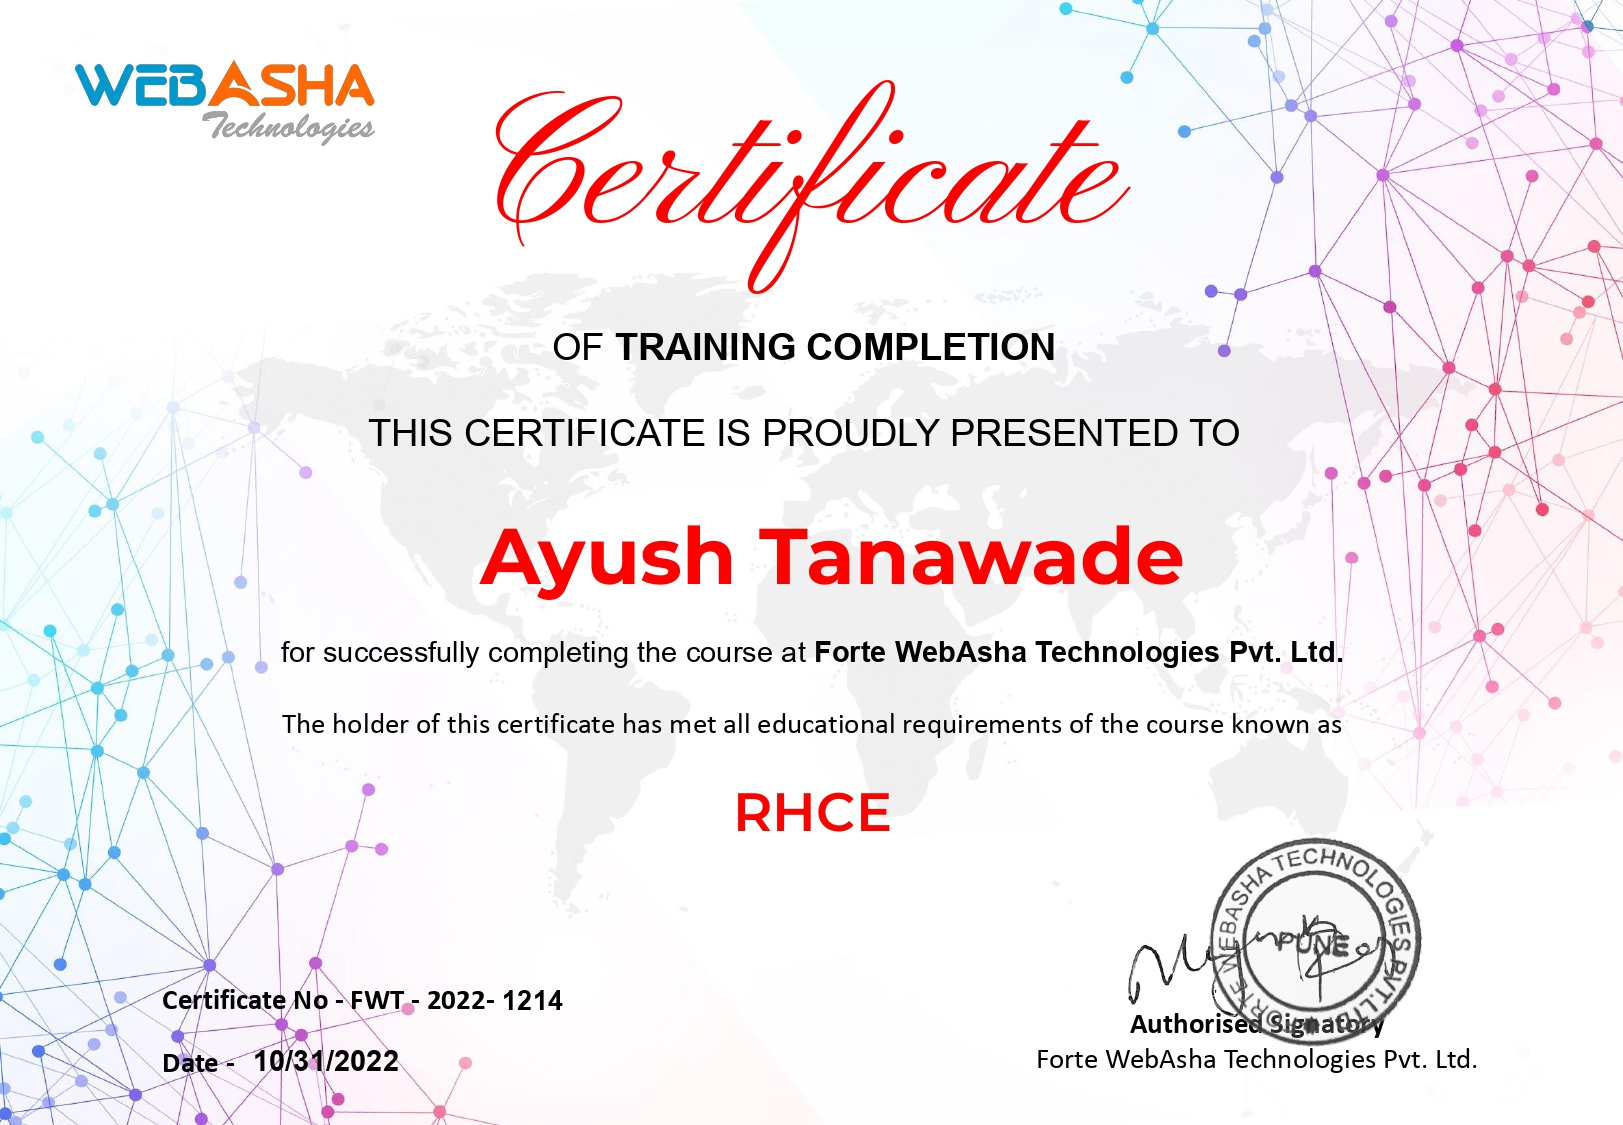 WEBASHA
Technologies
Certificate
OF TRAINING COMPLETION
THIS CERTIFICATE IS PROUDLY PRESENTED TO
Ayush Tanawade
for successfully completing the course at Forte WebAsha Technologies Pvt. Ltd.
The holder of this certificate has met all educational requirements of the course known as
RHCE
FORTE WEBASHA TECHNOLOGIES PVT. LTD.
PUNE
Certificate No - FWT - 2022- 1214
Authorised Signatory
Date - 10/31/2022
Forte WebAsha Technologies Pvt. Ltd.